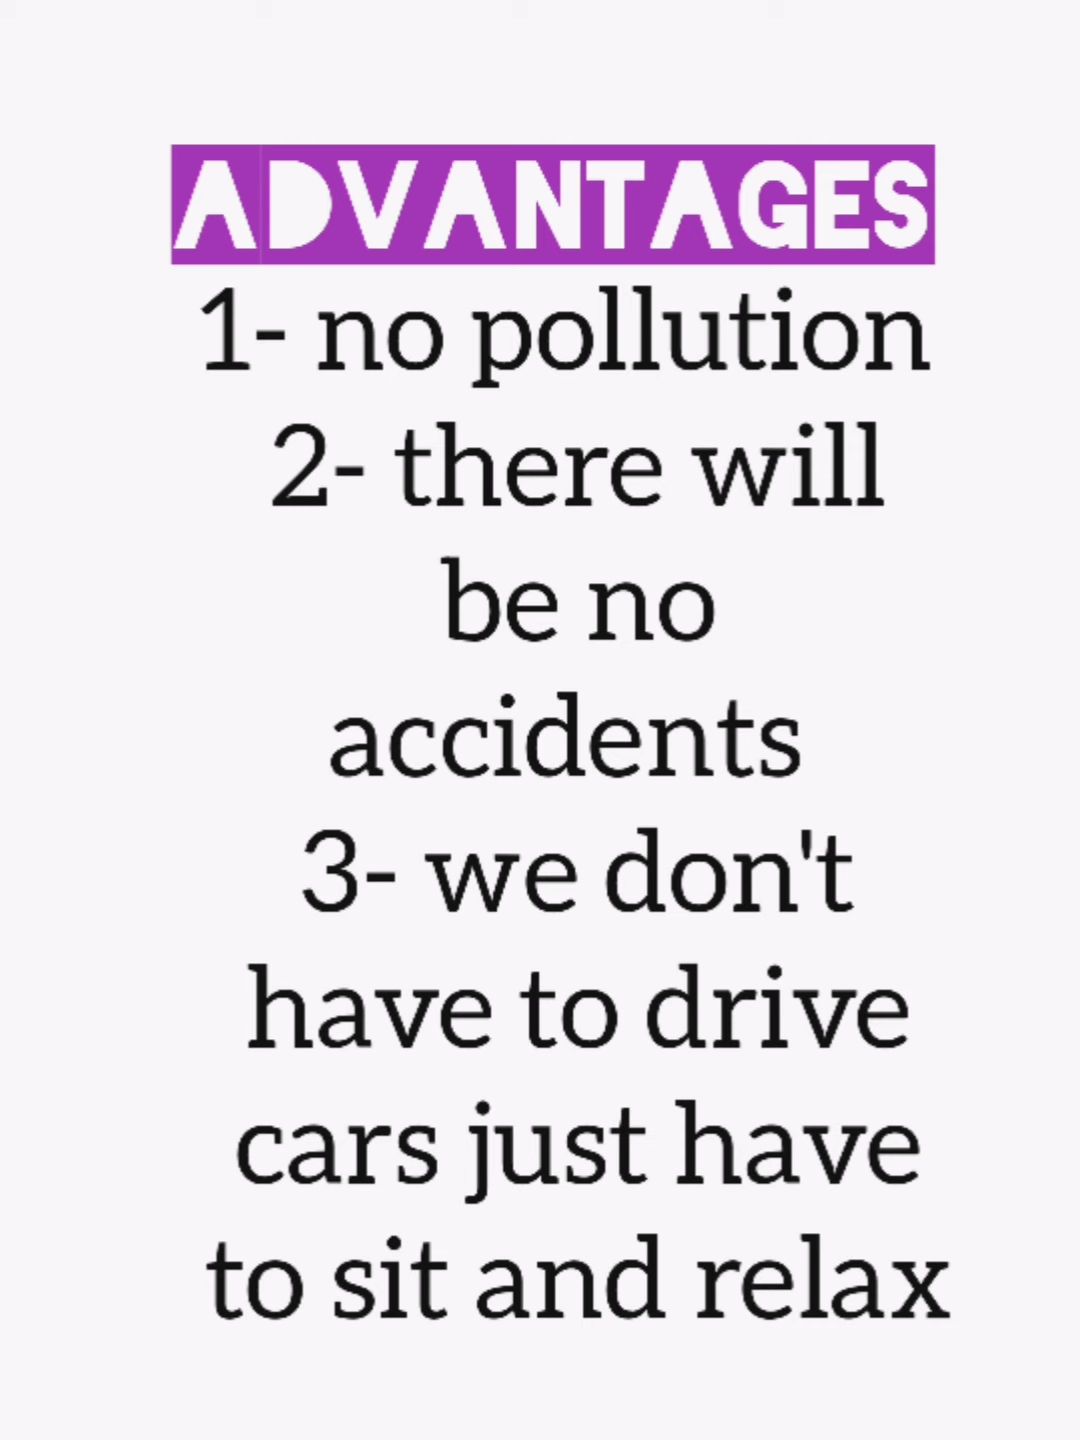 ADVANTAGES
1- no pollution
2- there will
be no
accidents
3- we don't
have to drive
cars just have
to sit and relax